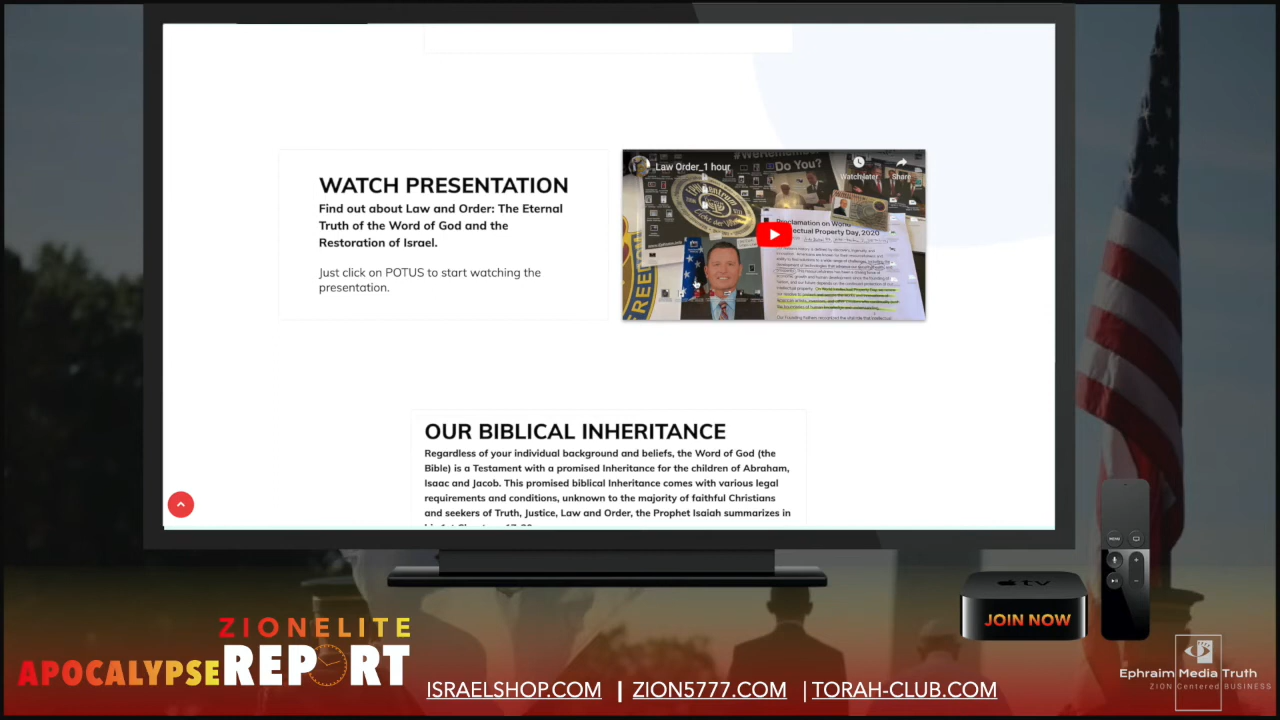 WATCH PRESENTATION
Find out about Law and Order: The Eternal
Truth of the Word of God and the
Restoration of Israel.
Just click on POTUS to start watching the
presentation.
Law Order_1 hour
Watch later
Share
#WeRemember
Do You?
Proclamation on World
Intellectual Property Day, 2020
OUR BIBLICAL INHERITANCE
Regardless of your individual background and beliefs, the Word of God (the
Bible) is a Testament with a promised Inheritance for the children of Abraham,
Isaac and Jacob. This promised biblical Inheritance comes with various legal
requirements and conditions, unknown to the majority of faithful Christians
and seekers of Truth, Justice, Law and Order, the Prophet Isaiah summarizes in
MENU
tv
JOIN NOW
ZIONELITE
APOCALYPSE REPORT
ISRAELSHOP.COM | ZION5777.COM | TORAH-CLUB.COM
Ephraim Media Truth
ZION Centered BUSINESS